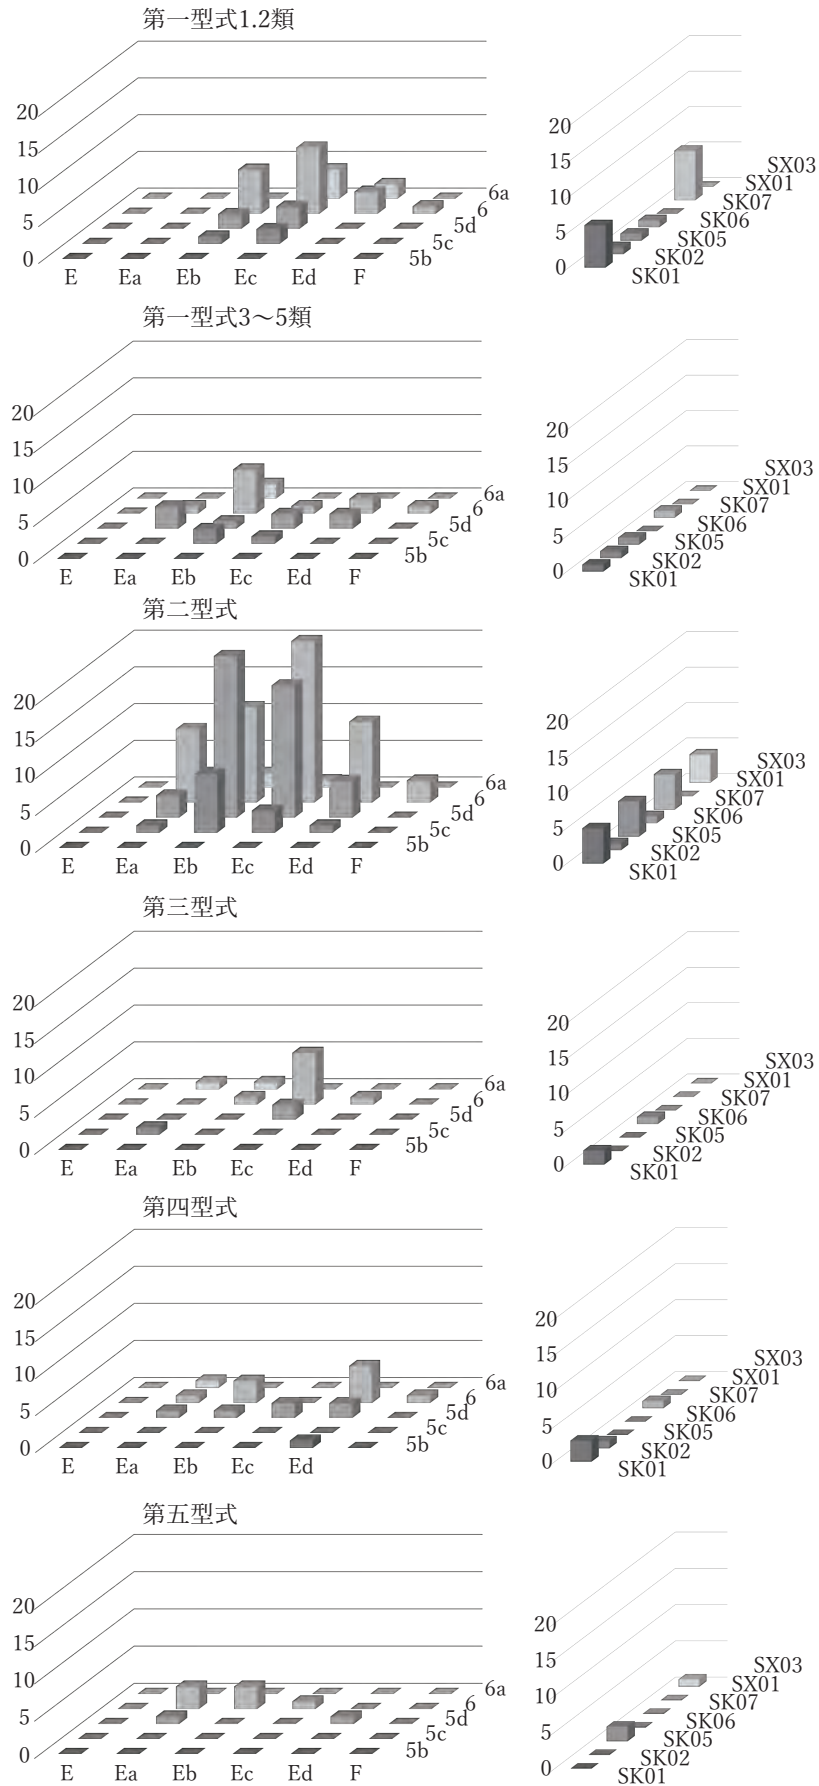 第一型式1.2類
20
15
10
5
0
E Ea Eb Ec Ed F
5b
5c
5d
6
6a
20
15
10
5
0
SK01
SK02
SK05
SK06
SK07
SX01
SX03
第一型式3〜5類
20
15
10
5
0
E Ea Eb Ec Ed F
5b
5c
5d
6
6a
20
15
10
5
0
SK01
SK02
SK05
SK06
SK07
SX01
SX03
第二型式
20
15
10
5
0
E Ea Eb Ec Ed F
5b
5c
5d
6
6a
20
15
10
5
0
SK01
SK02
SK05
SK06
SK07
SX01
SX03
第三型式
20
15
10
5
0
E Ea Eb Ec Ed F
5b
5c
5d
6
6a
20
15
10
5
0
SK01
SK02
SK05
SK06
SK07
SX01
SX03
第四型式
20
15
10
5
0
E Ea Eb Ec Ed
5b
5c
5d
6
6a
20
15
10
5
0
SK01
SK02
SK05
SK06
SK07
SX01
SX03
第五型式
20
15
10
5
0
E Ea Eb Ec Ed F
5b
5c
5d
6
6a
20
15
10
5
0
SK01
SK02
SK05
SK06
SK07
SX01
SX03